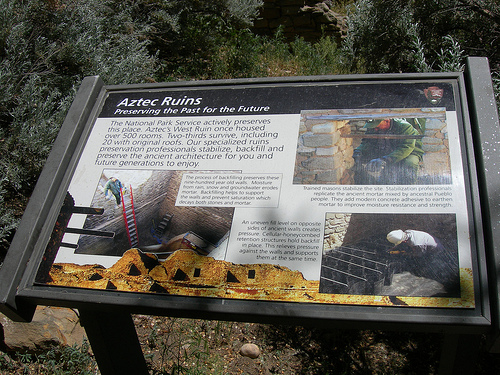 Aztec Ruins
Preserving the Past for the Future
The National Park Service actively preserves
this place. Aztec's West Ruin once housed
over 500 rooms. Two-thirds survive, including
20 with original roofs. Our specialized ruins
preservation professionals stabilize, backfill and
preserve the ancient architecture for you and
future generations to enjoy.
The process of backfilling preserves these
nine-hundred year old walls. Moisture
from rain, snow and groundwater erodes
mortar. Backfilling helps to support
the walls and prevent saturation which
decays both stones and mortar.
Trained masons stabilize the site. Stabilization professionals
replicate the ancient mortar mixed by ancestral Pueblo
people. They add modern concrete adhesive to earthen
mortar to improve moisture resistance and strength.
An uneven fill level on opposite
sides of ancient walls creates
pressure. Cellular-honeycombed
retention structures hold backfill
in place. This relieves pressure
against the walls and supports
them at the same time.